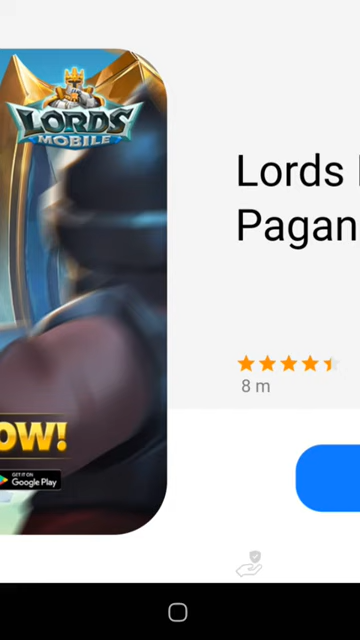 LORDS
MOBILE
Lords
Pagan
8 m
OW!
GET IT ON
Google Play